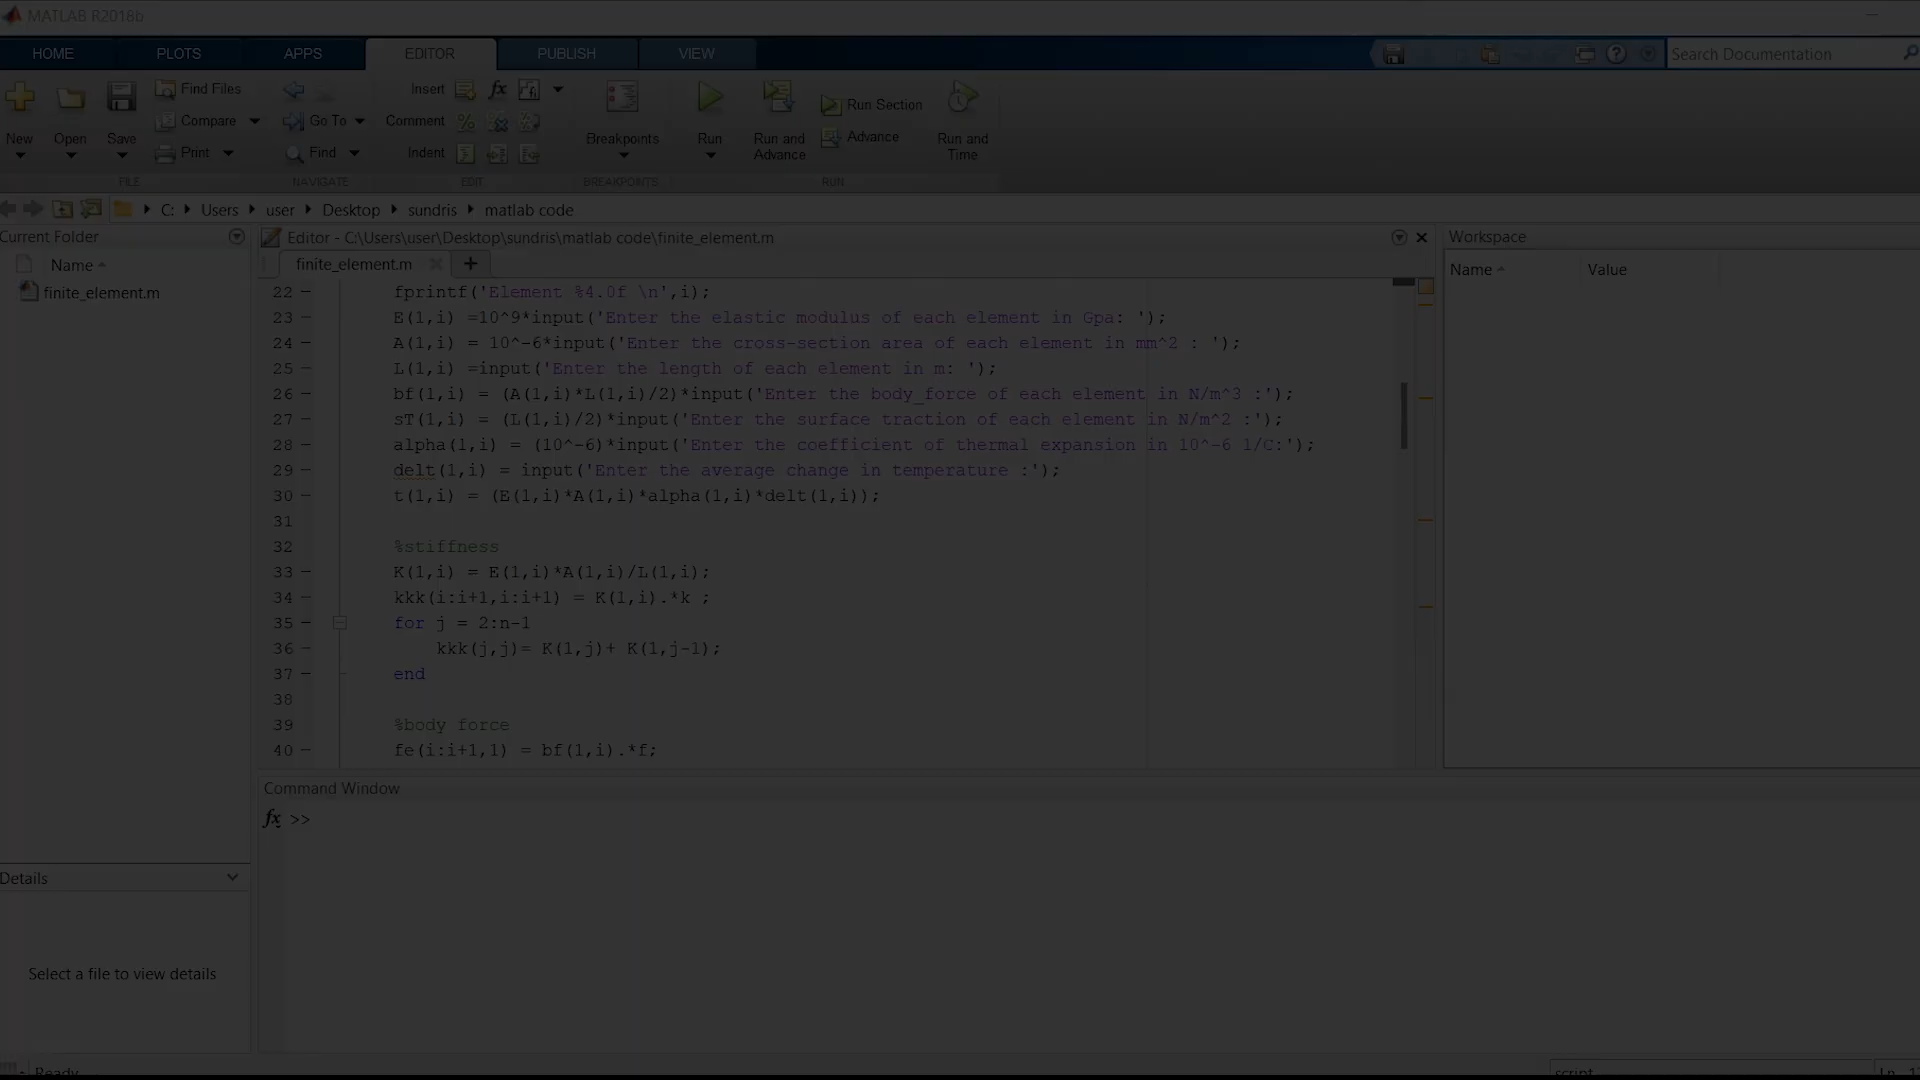 MATLAB R2018b
HOME PLOTS APPS EDITOR PUBLISH VIEW Search Documentation
New Open Save Find Files Compare Print Go To Find Insert fx Comment Indent Breakpoints Run Run and Advance Run Section Advance Run and Time
FILE NAVIGATE EDIT BREAKPOINTS RUN
C: Users user Desktop sundris matlab code
Current Folder
Name
finite_element.m
Editor - C:\Users\user\Desktop\sundris\matlab code\finite_element.m
finite_element.m +
22 fprintf('Element %4.0f \n',i);
23 E(1,i) =10^9*input('Enter the elastic modulus of each element in Gpa: ');
24 A(1,i) = 10^-6*input('Enter the cross-section area of each element in mm^2 : ');
25 L(1,i) =input('Enter the length of each element in m: ');
26 bf(1,i) = (A(1,i)*L(1,i)/2)*input('Enter the body_force of each element in N/m^3 :');
27 sT(1,i) = (L(1,i)/2)*input('Enter the surface traction of each element in N/m^2 :');
28 alpha(1,i) = (10^-6)*input('Enter the coefficient of thermal expansion in 10^-6 1/C:');
29 delt(1,i) = input('Enter the average change in temperature :');
30 t(1,i) = (E(1,i)*A(1,i)*alpha(1,i)*delt(1,i));
31
32 %stiffness
33 K(1,i) = E(1,i)*A(1,i)/L(1,i);
34 kkk(i:i+1,i:i+1) = K(1,i).*k ;
35 for j = 2:n-1
36 kkk(j,j)= K(1,j)+ K(1,j-1);
37 end
38
39 %body force
40 fe(i:i+1,1) = bf(1,i).*f;
Workspace
Name Value
Command Window
fx >>
Details
Select a file to view details
Ready
script Ln